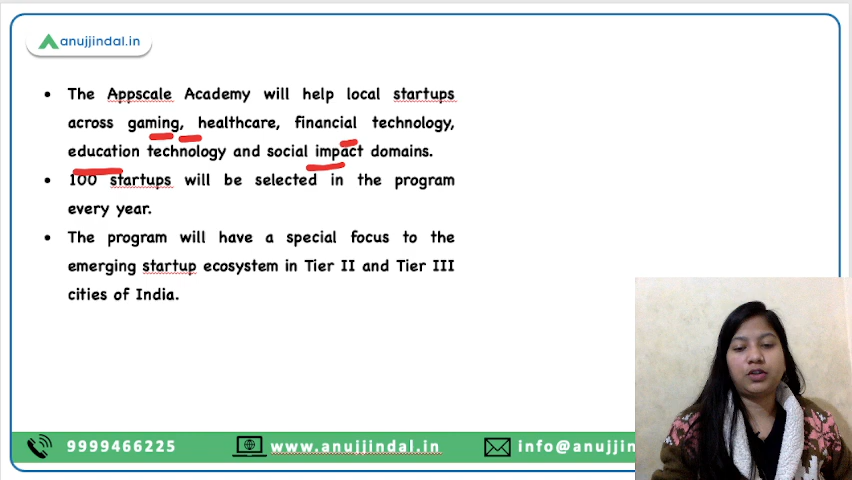 anujjindal.in
• The Appscale Academy will help local startups
across gaming, healthcare, financial technology,
education technology and social impact domains.
• 100 startups will be selected in the program
every year.
• The program will have a special focus to the
emerging startup ecosystem in Tier II and Tier III
cities of India.
9999466225 www.anujjindal.in info@anujjin